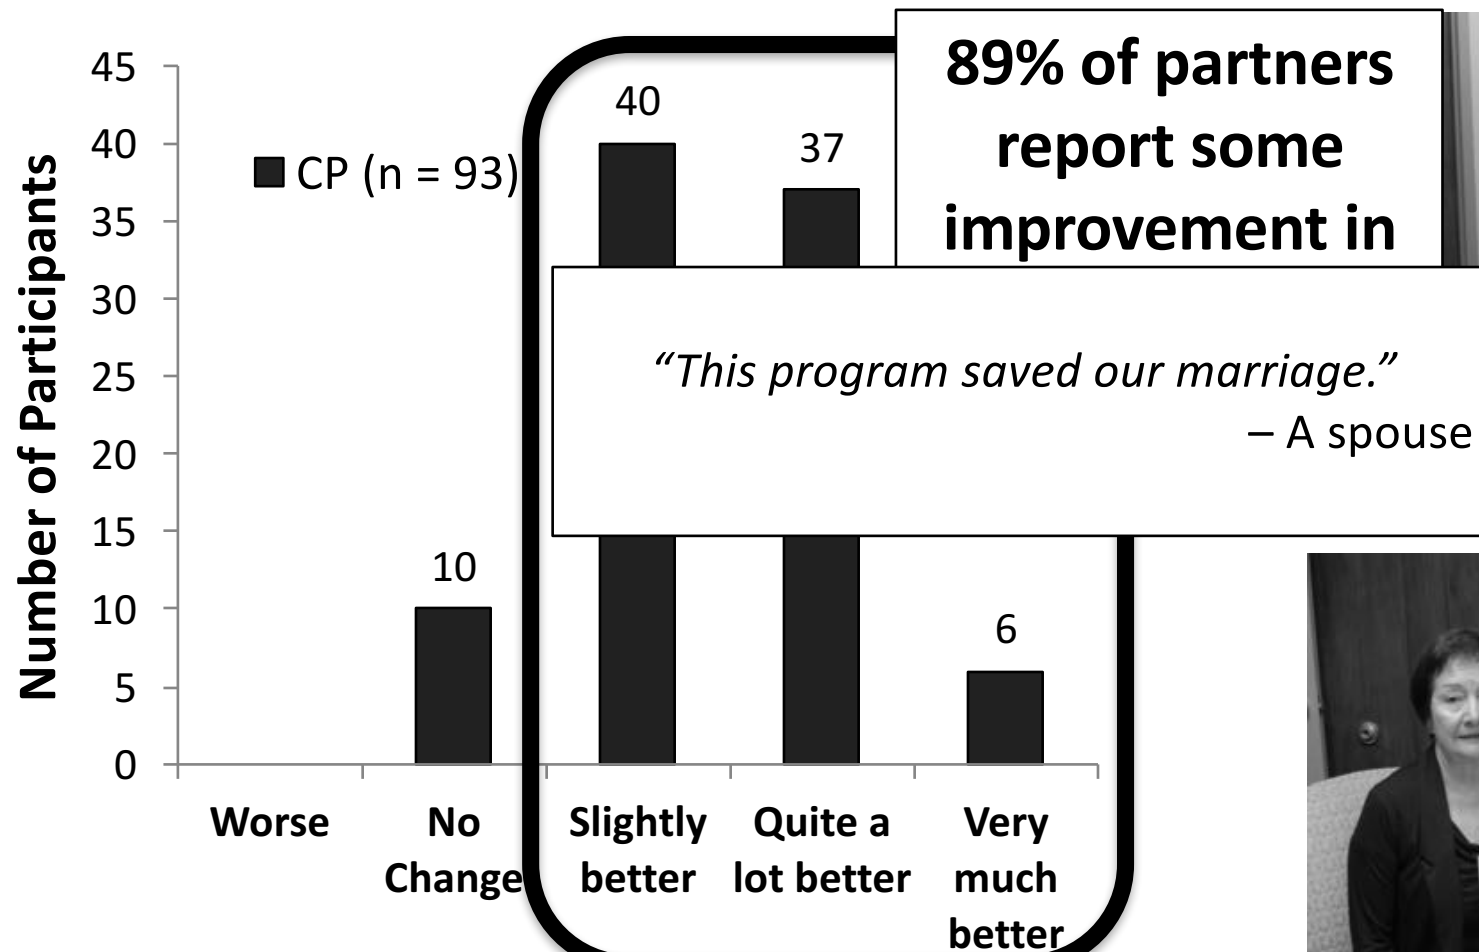 89% of partners
report some
improvement in
“This program saved our marriage.”
– A spouse
Number of Participants
45
40
35
30
25
20
15
10
5
0
CP (n = 93)
10
40
37
6
Worse
No
Change
Slightly
better
Quite a
lot better
Very
much
better